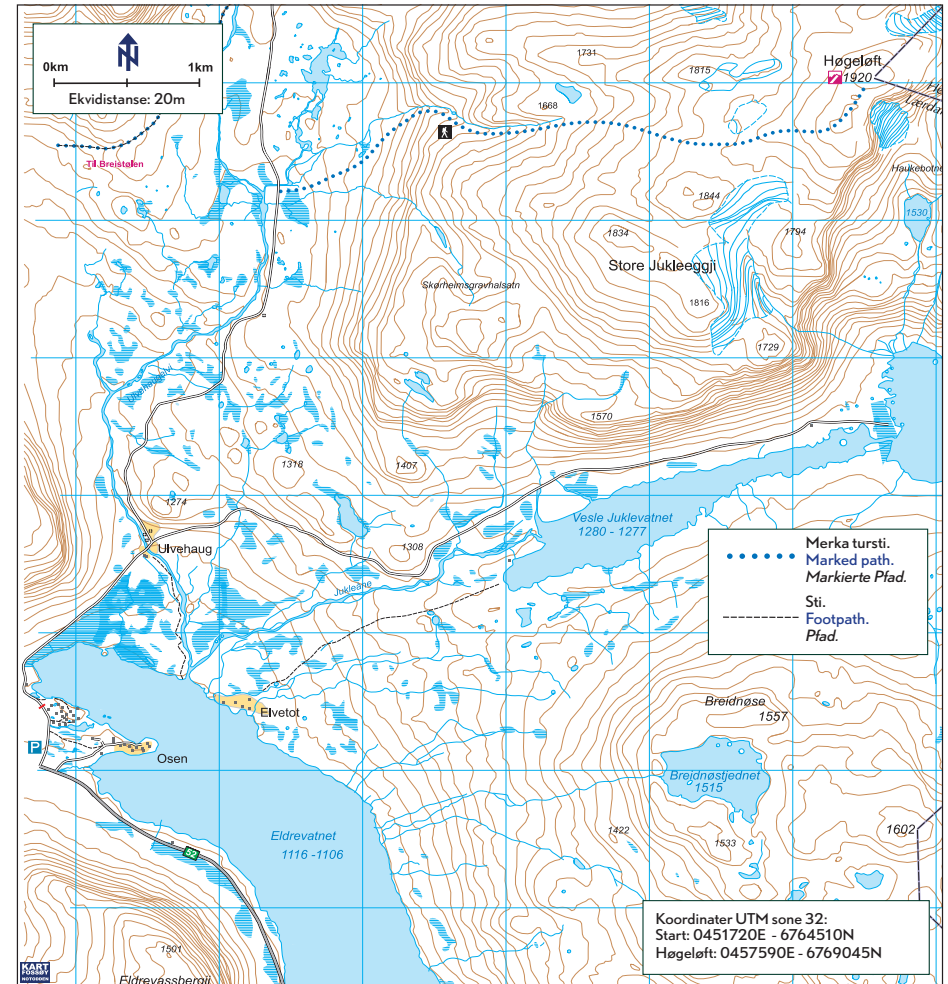 N
0km 1km
Ekvidistanse: 20m
1731
1815
Høgeløft
1920
1668
Til Breistølen
Haukebotne
1530
1844
1834
1794
Store Jukleeggji
Skørheimsgravhalsatn
1816
1729
1570
1318
1407
1274
Vesle Juklevatnet
1280 - 1277
Ulvehaug
1308
Jukleåne
Merka tursti.
Marked path.
Markierte Pfad.
Sti.
Footpath.
Pfad.
Breidnøse
1557
Elvetot
P
Osen
Breidnøstjednet
1515
Eldrevatnet
1116 -1106
1422
1533
1602
52
Koordinater UTM sone 32:
Start: 0451720E - 6764510N
Høgeløft: 0457590E - 6769045N
1501
Eldrevassbergji
KART
FOSSBY
NOTODDEN